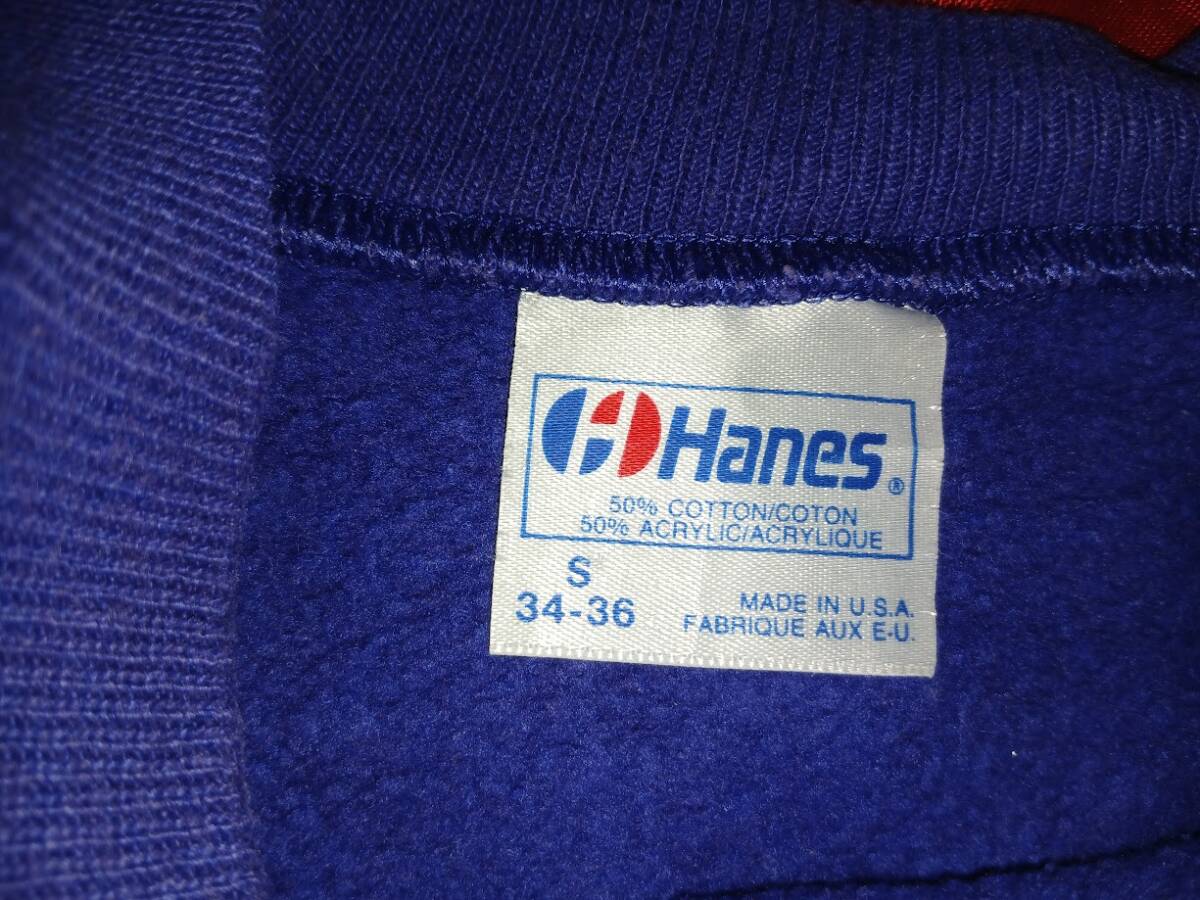 Hanes®
50% COTTON/COTON
50% ACRYLIC/ACRYLIQUE
S
34-36
MADE IN U.S.A.
FABRIQUE AUX E-U.